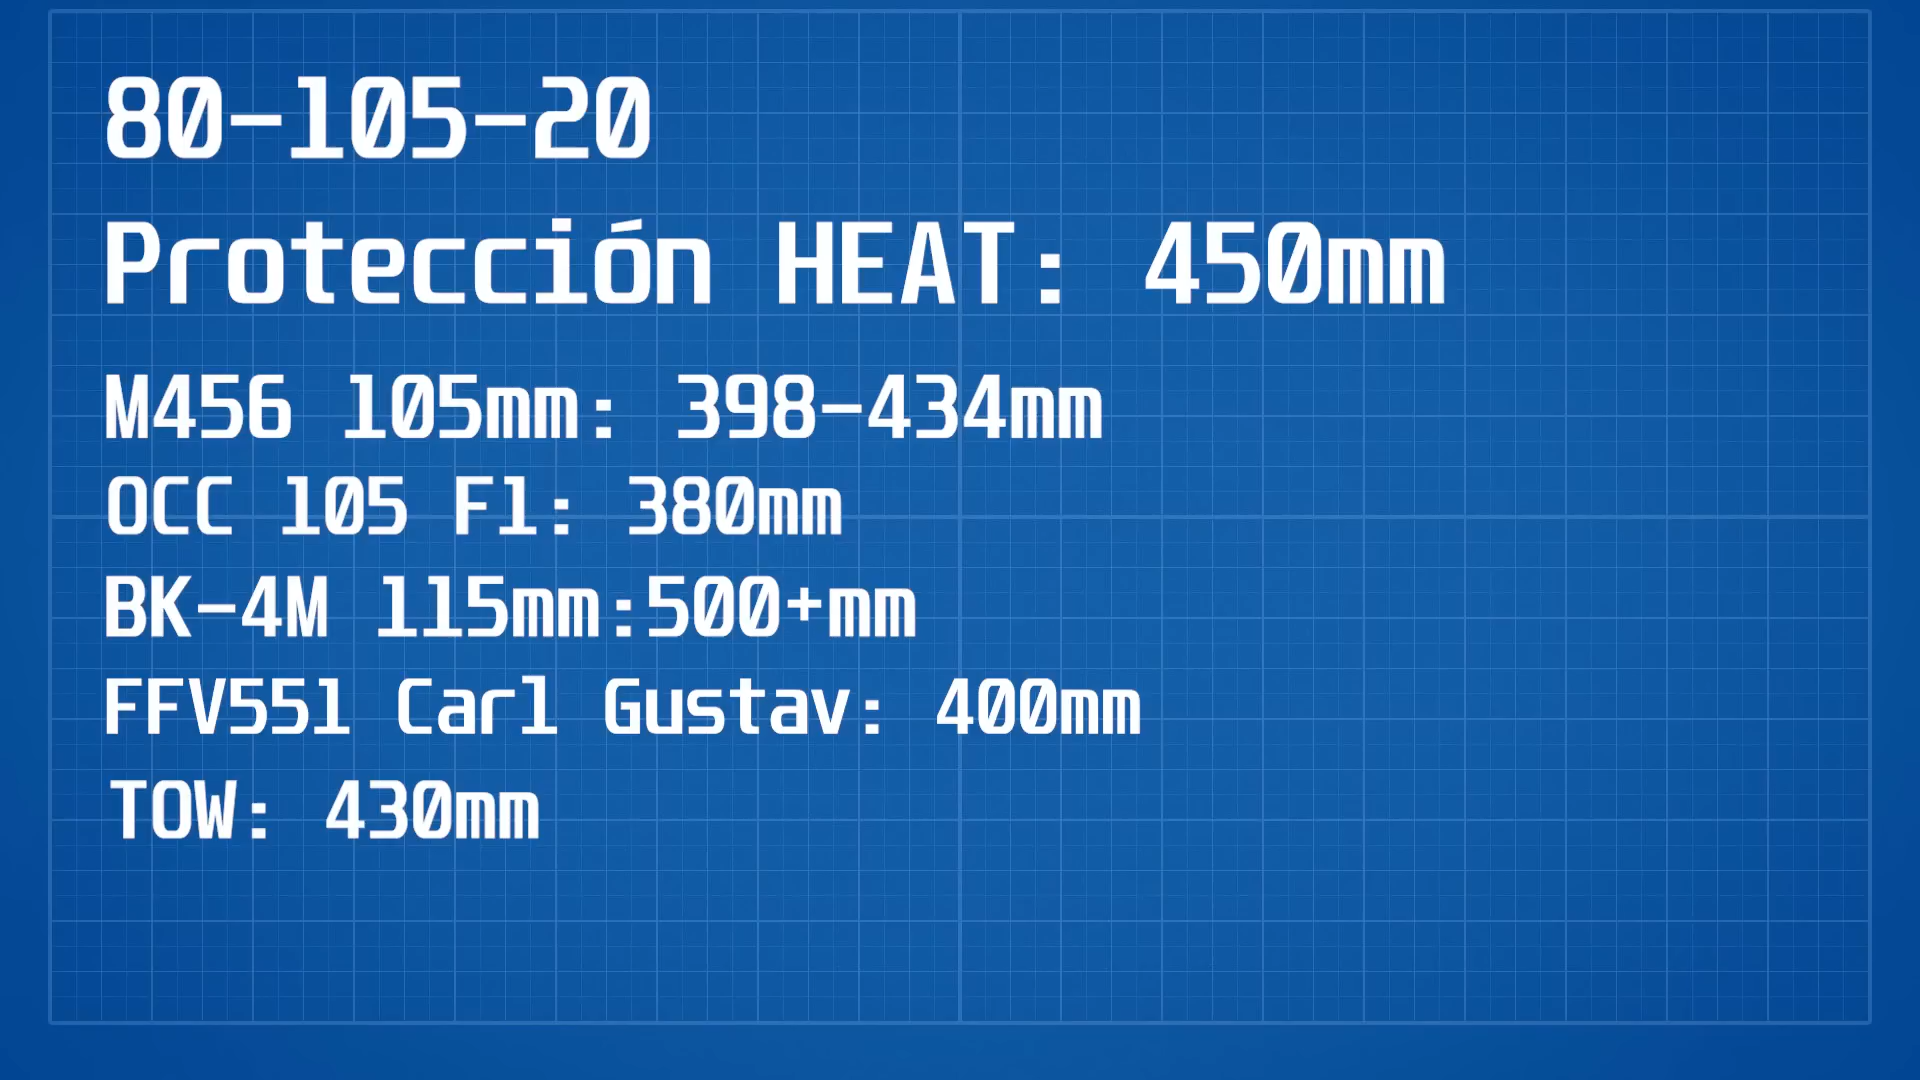 80-105-20
Protección HEAT: 450mm
M456 105mm: 398-434mm
OCC 105 F1: 380mm
BK-4M 115mm:500+mm
FFV551 Carl Gustav: 400mm
TOW: 430mm